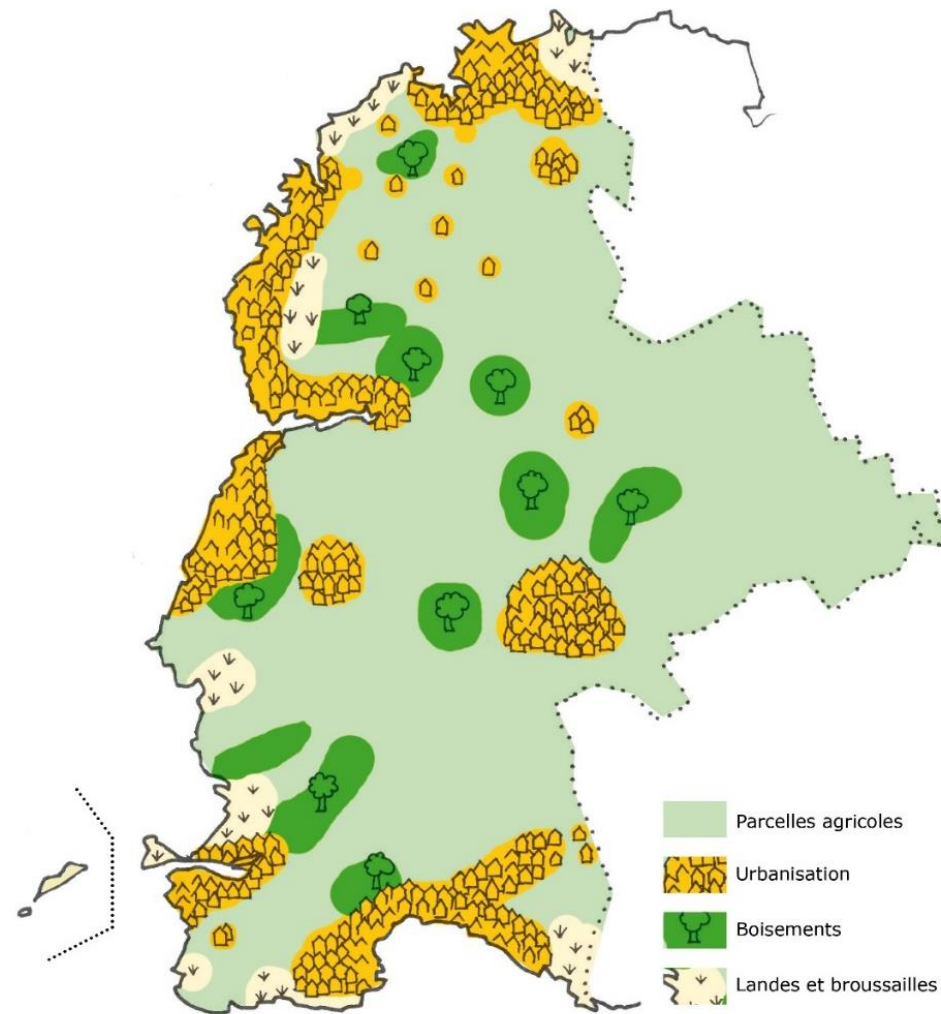 Parcelles agricoles
Urbanisation
Boisements
Landes et broussailles